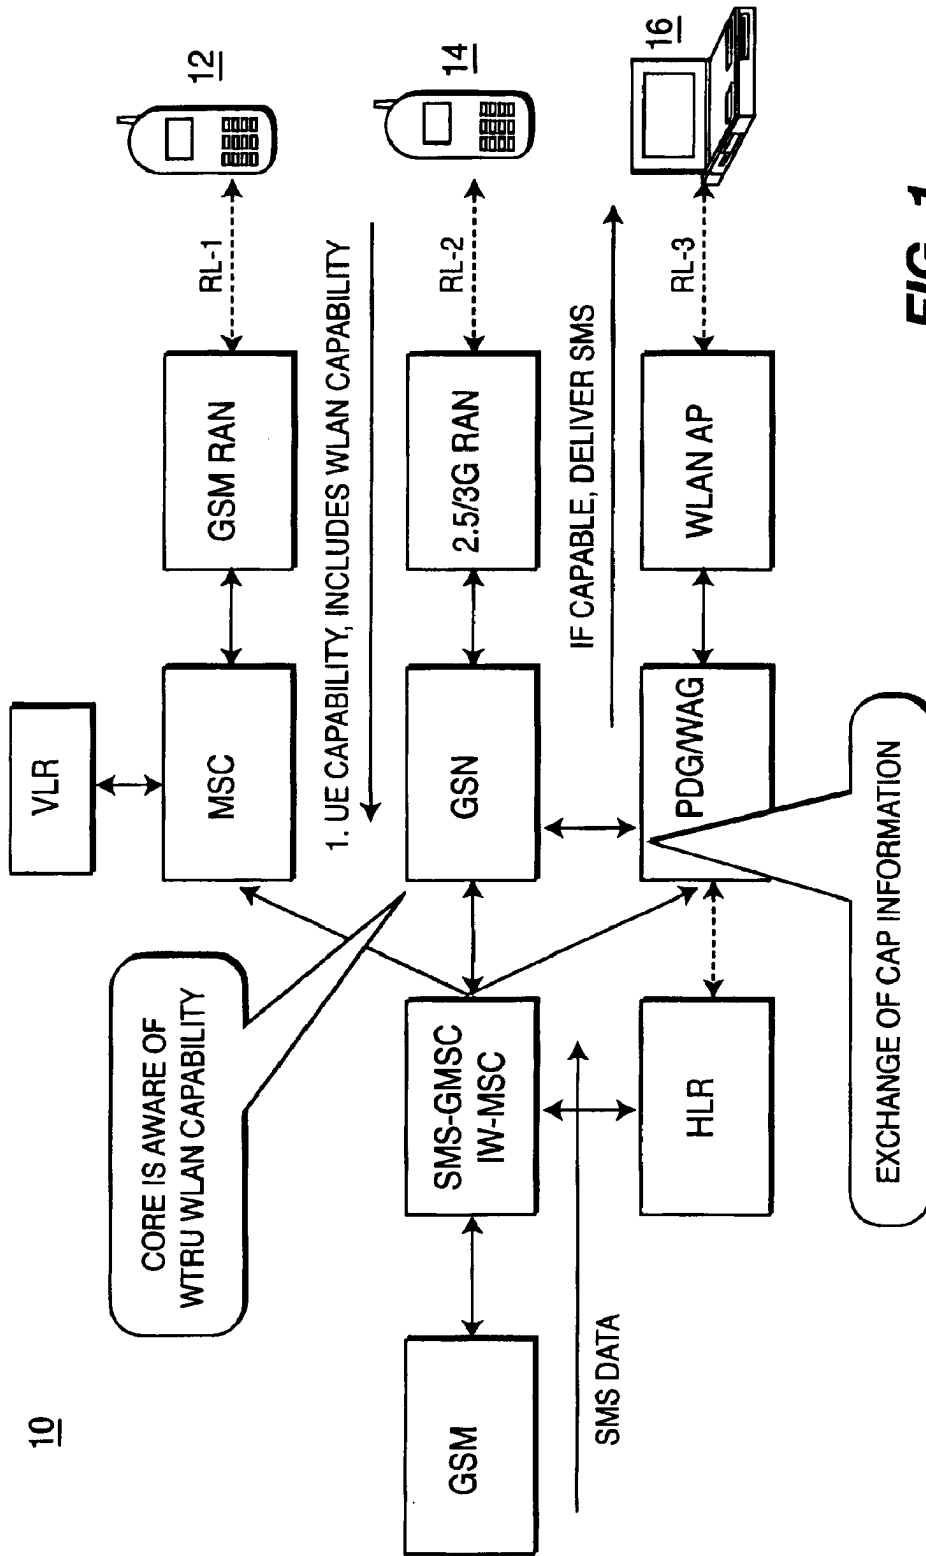 10
VLR
CORE IS AWARE OF
WTRU WLAN CAPABILITY
MSC
GSM RAN
RL-1
12
1. UE CAPABILITY, INCLUDES WLAN CAPABILITY
GSM
SMS-GMSC
IW-MSC
GSN
2.5/3G RAN
RL-2
14
SMS DATA
IF CAPABLE, DELIVER SMS
HLR
PDG/WAG
WLAN AP
RL-3
16
EXCHANGE OF CAP INFORMATION
FIG. 1